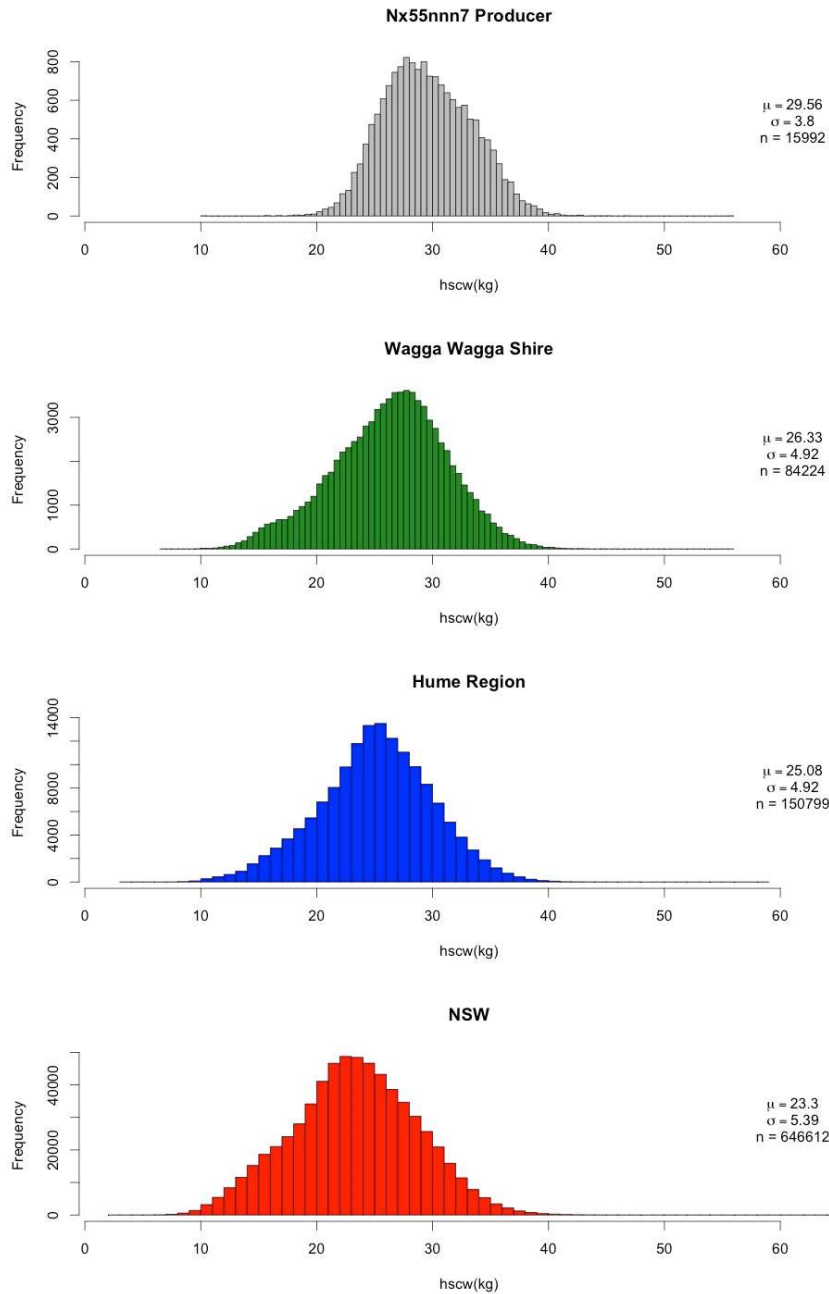 Nx55nnn7 Producer
Frequency
800
600
400
200
0
μ = 29.56
σ = 3.8
n = 15992
0 10 20 30 40 50 60
hscw(kg)
Wagga Wagga Shire
Frequency
3000
1000
0
μ = 26.33
σ = 4.92
n = 84224
0 10 20 30 40 50 60
hscw(kg)
Hume Region
Frequency
14000
8000
4000
0
μ = 25.08
σ = 4.92
n = 150799
0 10 20 30 40 50 60
hscw(kg)
NSW
Frequency
40000
20000
0
μ = 23.3
σ = 5.39
n = 646612
0 10 20 30 40 50 60
hscw(kg)